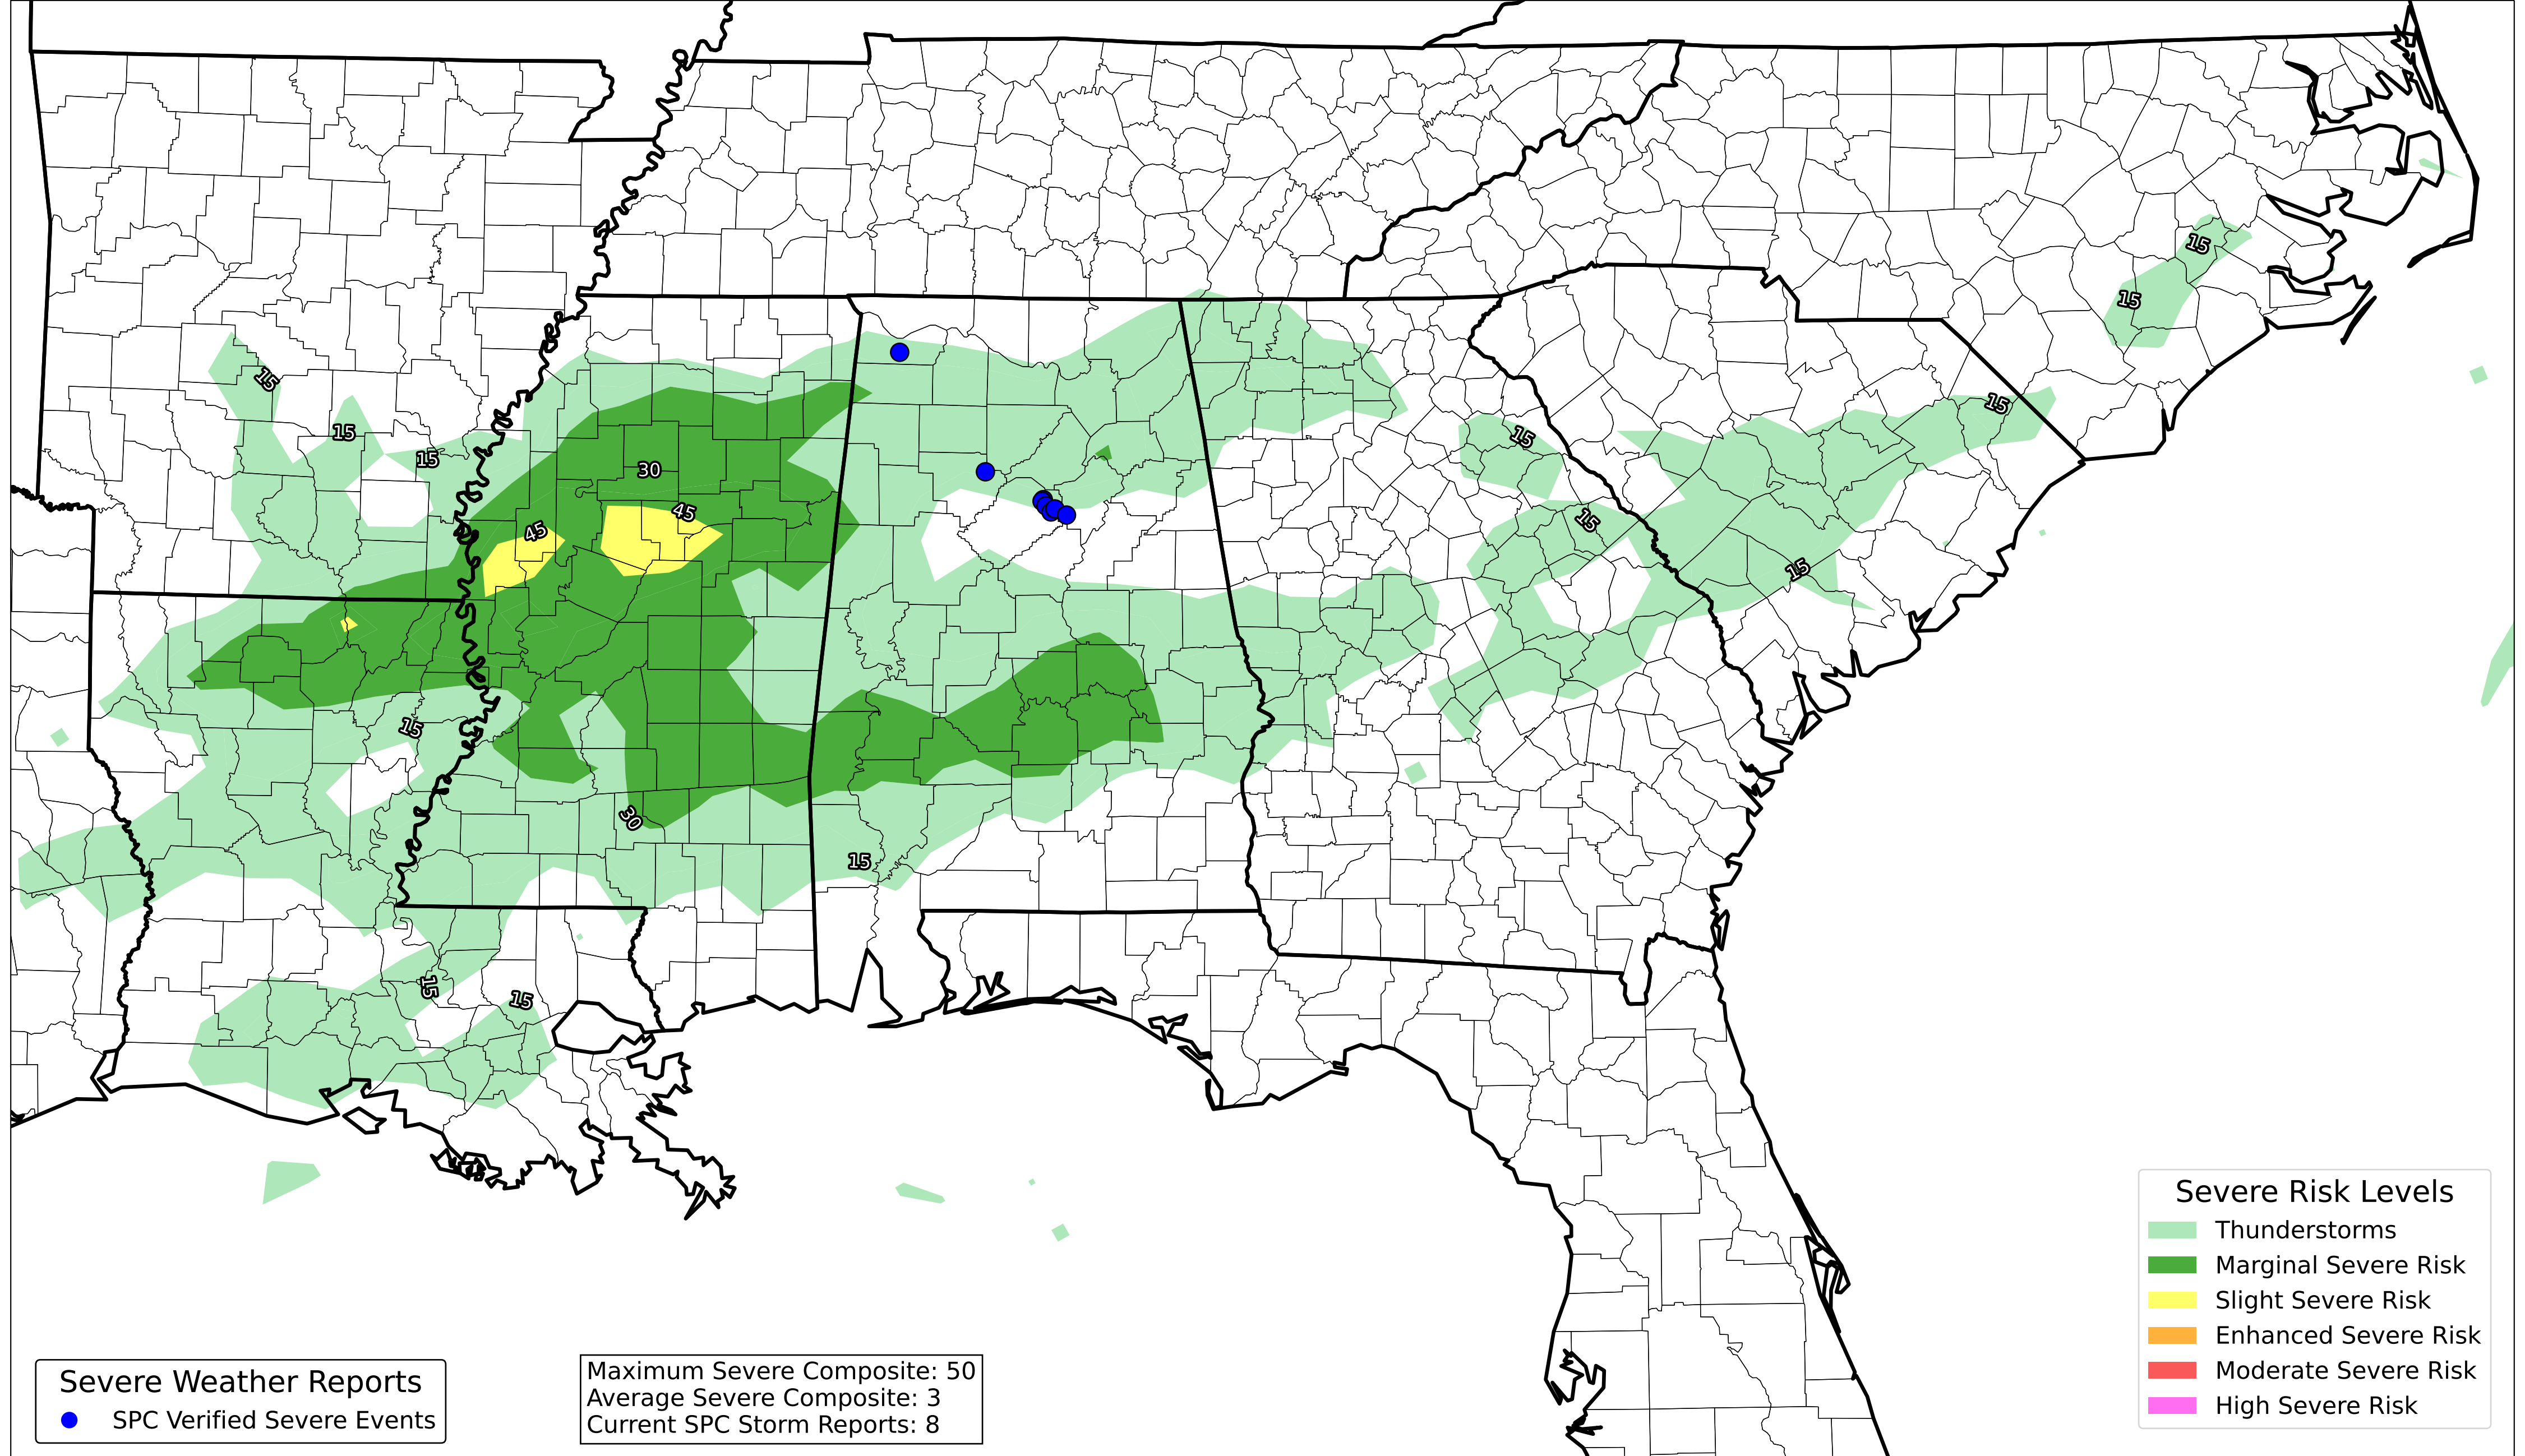 15
15
15
15
15
15
15
30
45
45
15
15
15
30
15
15
15
Severe Risk Levels
Thunderstorms
Marginal Severe Risk
Slight Severe Risk
Enhanced Severe Risk
Moderate Severe Risk
High Severe Risk
Severe Weather Reports
SPC Verified Severe Events
Maximum Severe Composite: 50
Average Severe Composite: 3
Current SPC Storm Reports: 8